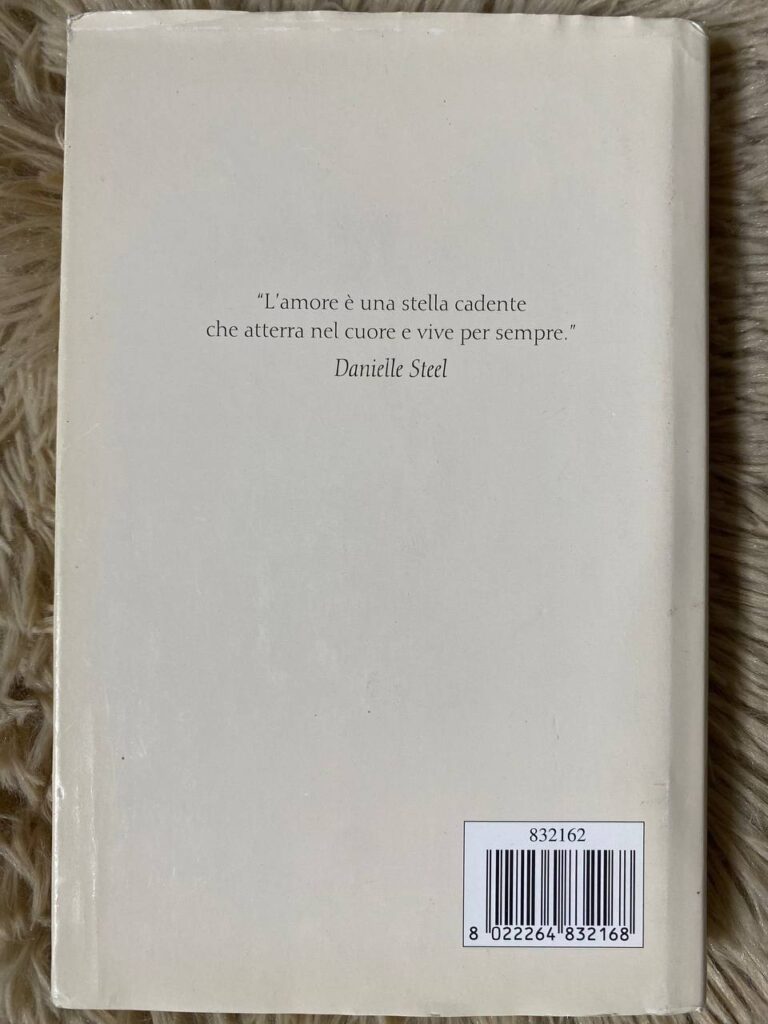 “L’amore è una stella cadente
che atterra nel cuore e vive per sempre.”
Danielle Steel
832162
8 022264 832168